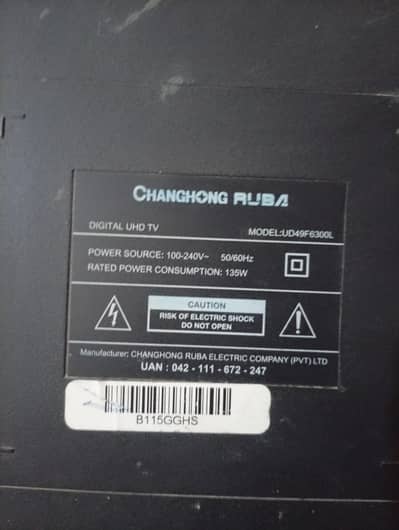 CHANGHONG RUBA
DIGITAL UHD TV MODEL:UD49F6300L
POWER SOURCE: 100-240V~ 50/60Hz
RATED POWER CONSUMPTION: 135W
CAUTION
RISK OF ELECTRIC SHOCK
DO NOT OPEN
Manufacturer: CHANGHONG RUBA ELECTRIC COMPANY (PVT) LTD
UAN : 042 - 111 - 672 - 247
B115GGHS